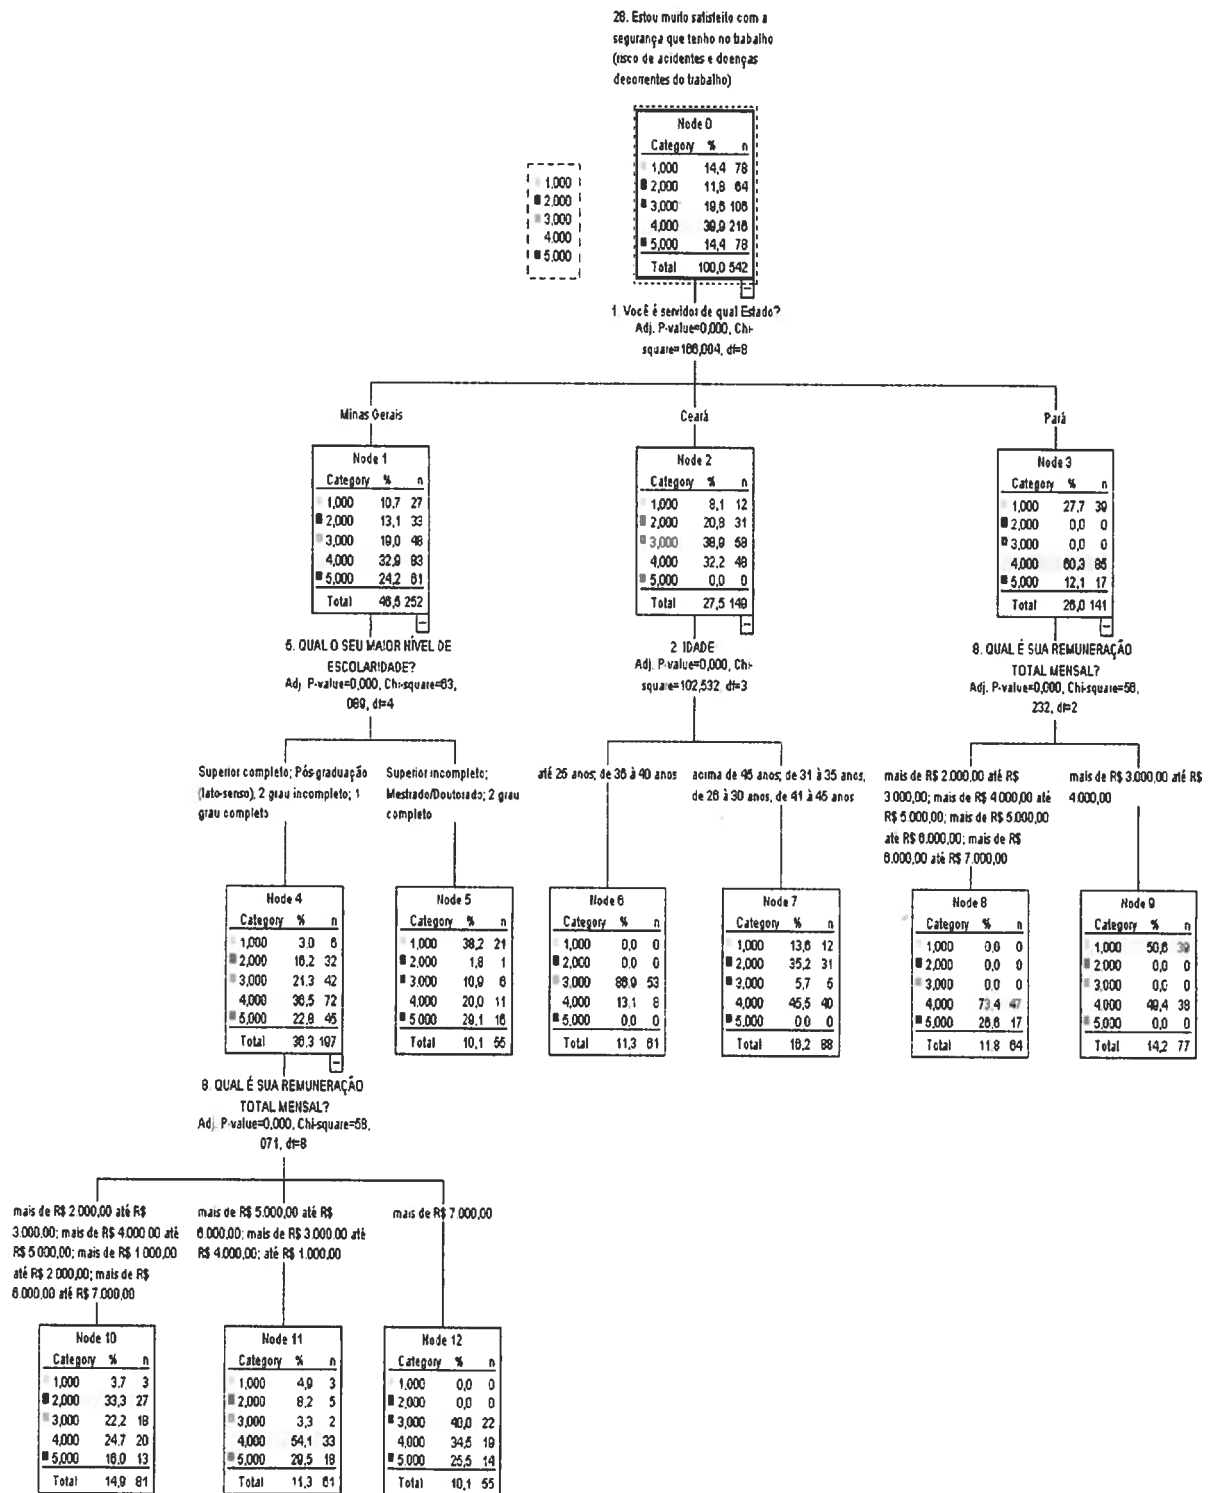 28. Estou muito satisfeito com a
segurança que tenho no trabalho
(risco de acidentes e doenças
decorrentes do trabalho)
Node 0
Category % n
1,000 14,4 78
2,000 11,8 64
3,000 19,6 106
4,000 39,9 216
5,000 14,4 78
Total 100,0 542
1,000
2,000
3,000
4,000
5,000
1. Você é servidor de qual Estado?
Adj. P-value=0,000, Chi-
square=166,004, df=8
Minas Gerais
Ceará
Pará
Node 1
Category % n
1,000 10,7 27
2,000 13,1 33
3,000 19,0 48
4,000 32,9 83
5,000 24,2 61
Total 46,5 252
Node 2
Category % n
1,000 8,1 12
2,000 20,8 31
3,000 38,9 58
4,000 32,2 48
5,000 0,0 0
Total 27,5 149
Node 3
Category % n
1,000 27,7 39
2,000 0,0 0
3,000 0,0 0
4,000 60,3 85
5,000 12,1 17
Total 26,0 141
5. QUAL O SEU MAIOR NÍVEL DE
ESCOLARIDADE?
Adj. P-value=0,000, Chi-square=63,
089, df=4
2. IDADE
Adj. P-value=0,000, Chi-
square=102,532, df=3
8. QUAL É SUA REMUNERAÇÃO
TOTAL MENSAL?
Adj. P-value=0,000, Chi-square=56,
232, df=2
Superior completo; Pós-graduação
(lato-senso); 2 grau incompleto; 1
grau completo
Superior incompleto;
Mestrado/Doutorado; 2 grau
completo
até 25 anos; de 36 à 40 anos
acima de 46 anos; de 31 à 35 anos,
de 26 à 30 anos, de 41 à 45 anos
mais de R$ 2.000,00 até R$
3.000,00; mais de R$ 4.000,00 até
R$ 5.000,00; mais de R$ 5.000,00
até R$ 6.000,00; mais de R$
6.000,00 até R$ 7.000,00
mais de R$ 3.000,00 até R$
4.000,00
Node 4
Category % n
1,000 3,0 6
2,000 16,2 32
3,000 21,3 42
4,000 36,5 72
5,000 22,8 45
Total 36,3 197
Node 5
Category % n
1,000 38,2 21
2,000 1,8 1
3,000 10,9 6
4,000 20,0 11
5,000 29,1 16
Total 10,1 55
Node 6
Category % n
1,000 0,0 0
2,000 0,0 0
3,000 86,9 53
4,000 13,1 8
5,000 0,0 0
Total 11,3 61
Node 7
Category % n
1,000 13,6 12
2,000 35,2 31
3,000 5,7 5
4,000 45,5 40
5,000 0,0 0
Total 16,2 88
Node 8
Category % n
1,000 0,0 0
2,000 0,0 0
3,000 0,0 0
4,000 73,4 47
5,000 26,6 17
Total 11,8 64
Node 9
Category % n
1,000 50,6 39
2,000 0,0 0
3,000 0,0 0
4,000 49,4 38
5,000 0,0 0
Total 14,2 77
8. QUAL É SUA REMUNERAÇÃO
TOTAL MENSAL?
Adj. P-value=0,000, Chi-square=58,
071, df=8
mais de R$ 2.000,00 até R$
3.000,00; mais de R$ 4.000,00 até
R$ 5.000,00; mais de R$ 1.000,00
até R$ 2.000,00; mais de R$
6.000,00 até R$ 7.000,00
mais de R$ 5.000,00 até R$
6.000,00; mais de R$ 3.000,00 até
R$ 4.000,00; até R$ 1.000,00
mais de R$ 7.000,00
Node 10
Category % n
1,000 3,7 3
2,000 33,3 27
3,000 22,2 18
4,000 24,7 20
5,000 16,0 13
Total 14,9 81
Node 11
Category % n
1,000 4,9 3
2,000 8,2 5
3,000 3,3 2
4,000 54,1 33
5,000 29,5 18
Total 11,3 61
Node 12
Category % n
1,000 0,0 0
2,000 0,0 0
3,000 40,0 22
4,000 34,5 19
5,000 25,5 14
Total 10,1 55